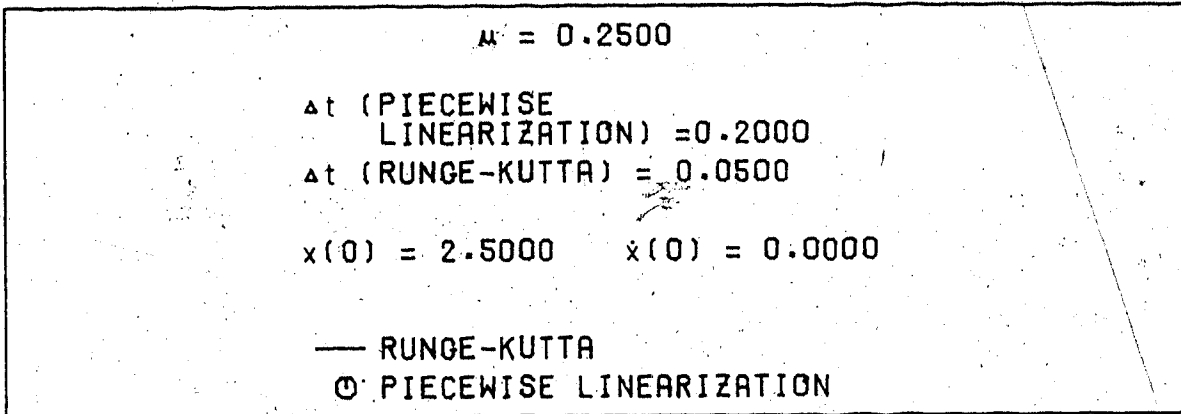 μ = 0.2500
Δt (PIECEWISE
LINEARIZATION) =0.2000
Δt (RUNGE-KUTTA) = 0.0500
x(0) = 2.5000 ẋ(0) = 0.0000
— RUNGE-KUTTA
PIECEWISE LINEARIZATION